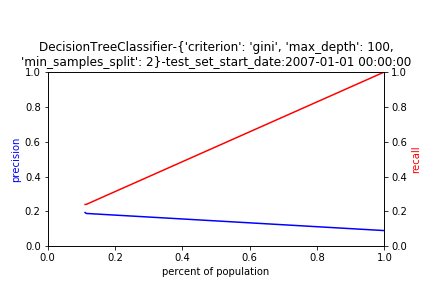 DecisionTreeClassifier-{'criterion': 'gini', 'max_depth': 100,
'min_samples_split': 2}-test_set_start_date:2007-01-01 00:00:00
1.0
0.8
0.6
0.4
0.2
0.0
precision
1.0
0.8
0.6
0.4
0.2
0.0
recall
0.0 0.2 0.4 0.6 0.8 1.0
percent of population